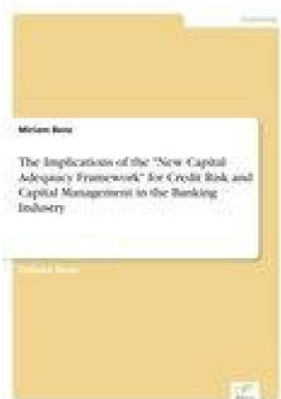 Miriam Benz
The Implications of the "New Capital
Adeqaucy Framework" for Credit Risk and
Capital Management in the Banking
Industry